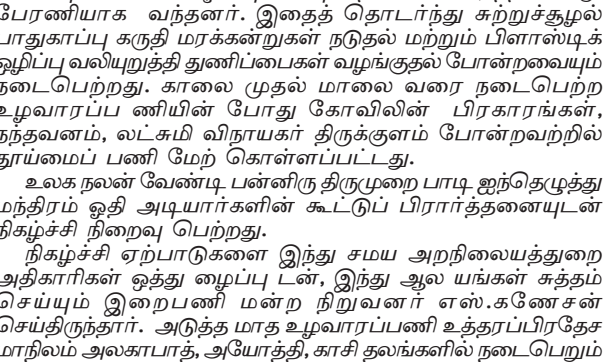 பேரணியாக வந்தனர். இதைத் தொடர்ந்து சுற்றுச்சூழல்
பாதுகாப்பு கருதி மரக்கன்றுகள் நடுதல் மற்றும் பிளாஸ்டிக்
ஒழிப்பு வலியுறுத்தி துணிப்பைகள் வழங்குதல் போன்றவையும்
நடைபெற்றது. காலை முதல் மாலை வரை நடைபெற்ற
உழவாரப்ப ணியின் போது கோவிலின் பிரகாரங்கள்,
நந்தவனம், லட்சுமி விநாயகர் திருக்குளம் போன்றவற்றில்
தூய்மைப் பணி மேற் கொள்ளப்பட்டது.
உலக நலன் வேண்டி பன்னிரு திருமுறை பாடி ஐந்தெழுத்து
மந்திரம் ஓதி அடியார்களின் கூட்டுப் பிரார்த்தனையுடன்
நிகழ்ச்சி நிறைவு பெற்றது.
நிகழ்ச்சி ஏற்பாடுகளை இந்து சமய அறநிலையத்துறை
அதிகாரிகள் ஒத்து ழைப்பு டன், இந்து ஆல யங்கள் சுத்தம்
செய்யும் இறைபணி மன்ற நிறுவனர் எஸ்.கணேசன்
செய்திருந்தார். அடுத்த மாத உழவாரப்பணி உத்தரப்பிரதேச
மாநிலம் அலகாபாத், அயோத்தி, காசி தலங்களில் நடைபெறும்